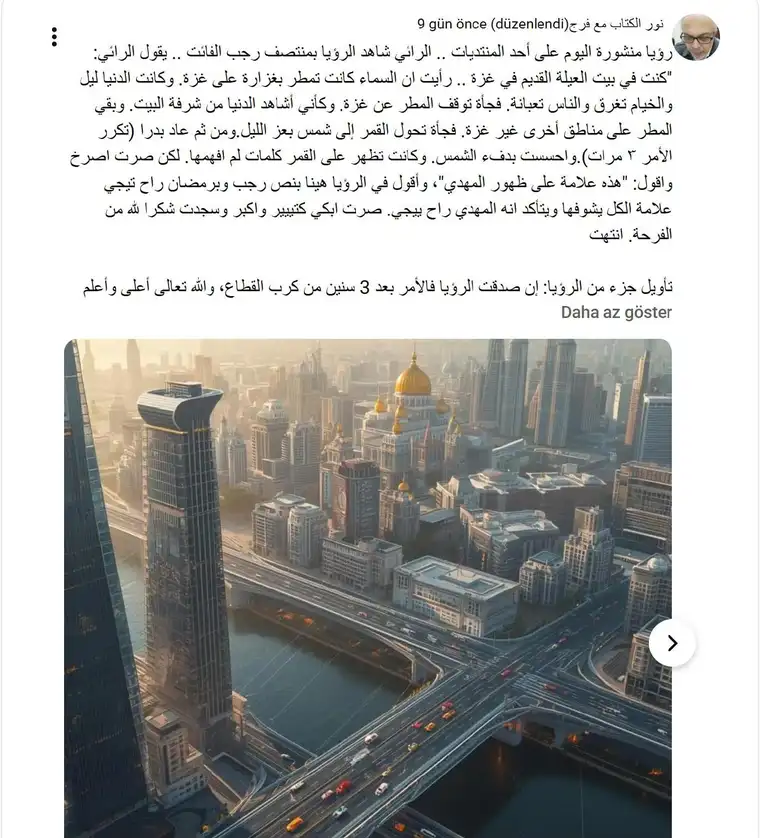 نور الكتاب مع فرج(düzenlendi) 9 gün önce
رؤيا منشورة اليوم على أحد المنتديات .. الرائي شاهد الرؤيا بمنتصف رجب الفائت .. يقول الرائي:
"كنت في بيت العيلة القديم في غزة .. رأيت ان السماء كانت تمطر بغزارة على غزة. وكانت الدنيا ليل
والخيام تغرق والناس تعبانة. فجأة توقف المطر عن غزة. وكأني أشاهد الدنيا من شرفة البيت. وبقي
المطر على مناطق أخرى غير غزة. فجأة تحول القمر إلى شمس بعز الليل.ومن ثم عاد بدرا (تكرر
الأمر ٣ مرات).واحسست بدفء الشمس. وكانت تظهر على القمر كلمات لم افهمها. لكن صرت اصرخ
واقول: "هذه علامة على ظهور المهدي"، وأقول في الرؤيا هينا بنص رجب وبرمضان راح تيجي
علامة الكل يشوفها ويتأكد انه المهدي راح ييجي. صرت ابكي كتيييير واكبر وسجدت شكرا لله من
الفرحة. انتهت
تأويل جزء من الرؤيا: إن صدقت الرؤيا فالأمر بعد 3 سنين من كرب القطاع، والله تعالى أعلى وأعلم
Daha az göster